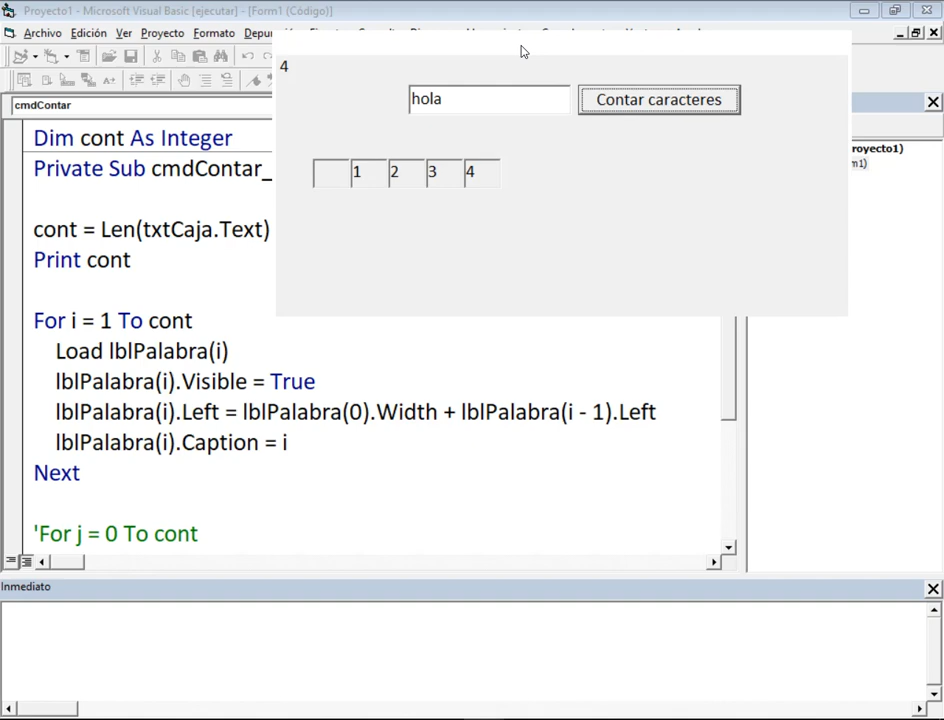 Proyecto1 - Microsoft Visual Basic [ejecutar] - [Form1 (Código)]
Archivo Edición Ver Proyecto Formato Depu
4
hola Contar caracteres
cmdContar
Dim cont As Integer
royecto1)
Private Sub cmdContar_
m1)
1 2 3 4
cont = Len(txtCaja.Text)
Print cont
For i = 1 To cont
Load lblPalabra(i)
lblPalabra(i).Visible = True
lblPalabra(i).Left = lblPalabra(0).Width + lblPalabra(i - 1).Left
lblPalabra(i).Caption = i
Next
'For j = 0 To cont
Inmediato